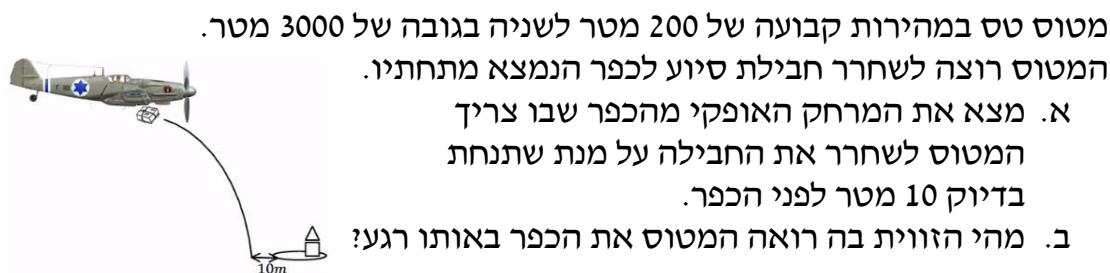 מטוס טס במהירות קבועה של 200 מטר לשניה בגובה של 3000 מטר.
המטוס רוצה לשחרר חבילת סיוע לכפר הנמצא מתחתיו.
א. מצא את המרחק האופקי מהכפר שבו צריך
המטוס לשחרר את החבילה על מנת שתנחת
בדיוק 10 מטר לפני הכפר.
ב. מהי הזווית בה רואה המטוס את הכפר באותו רגע?
10m